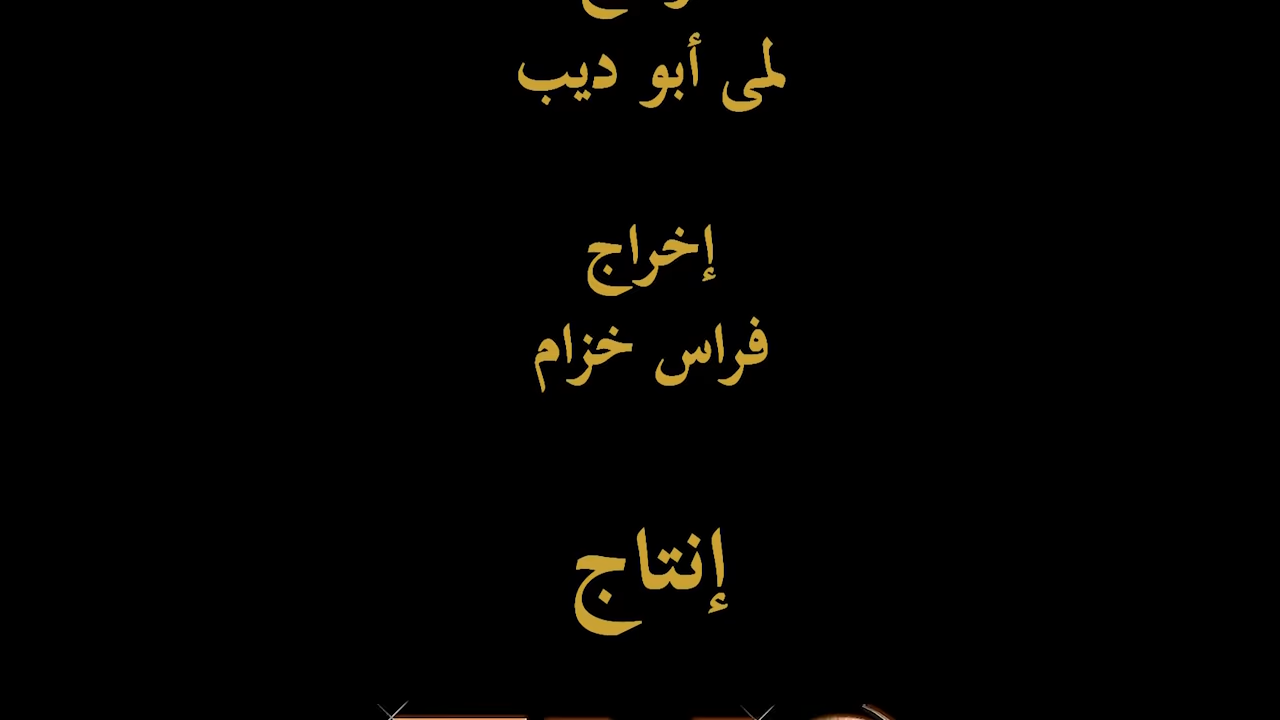 لمى أبو ديب
إخراج
فراس خزام
إنتاج